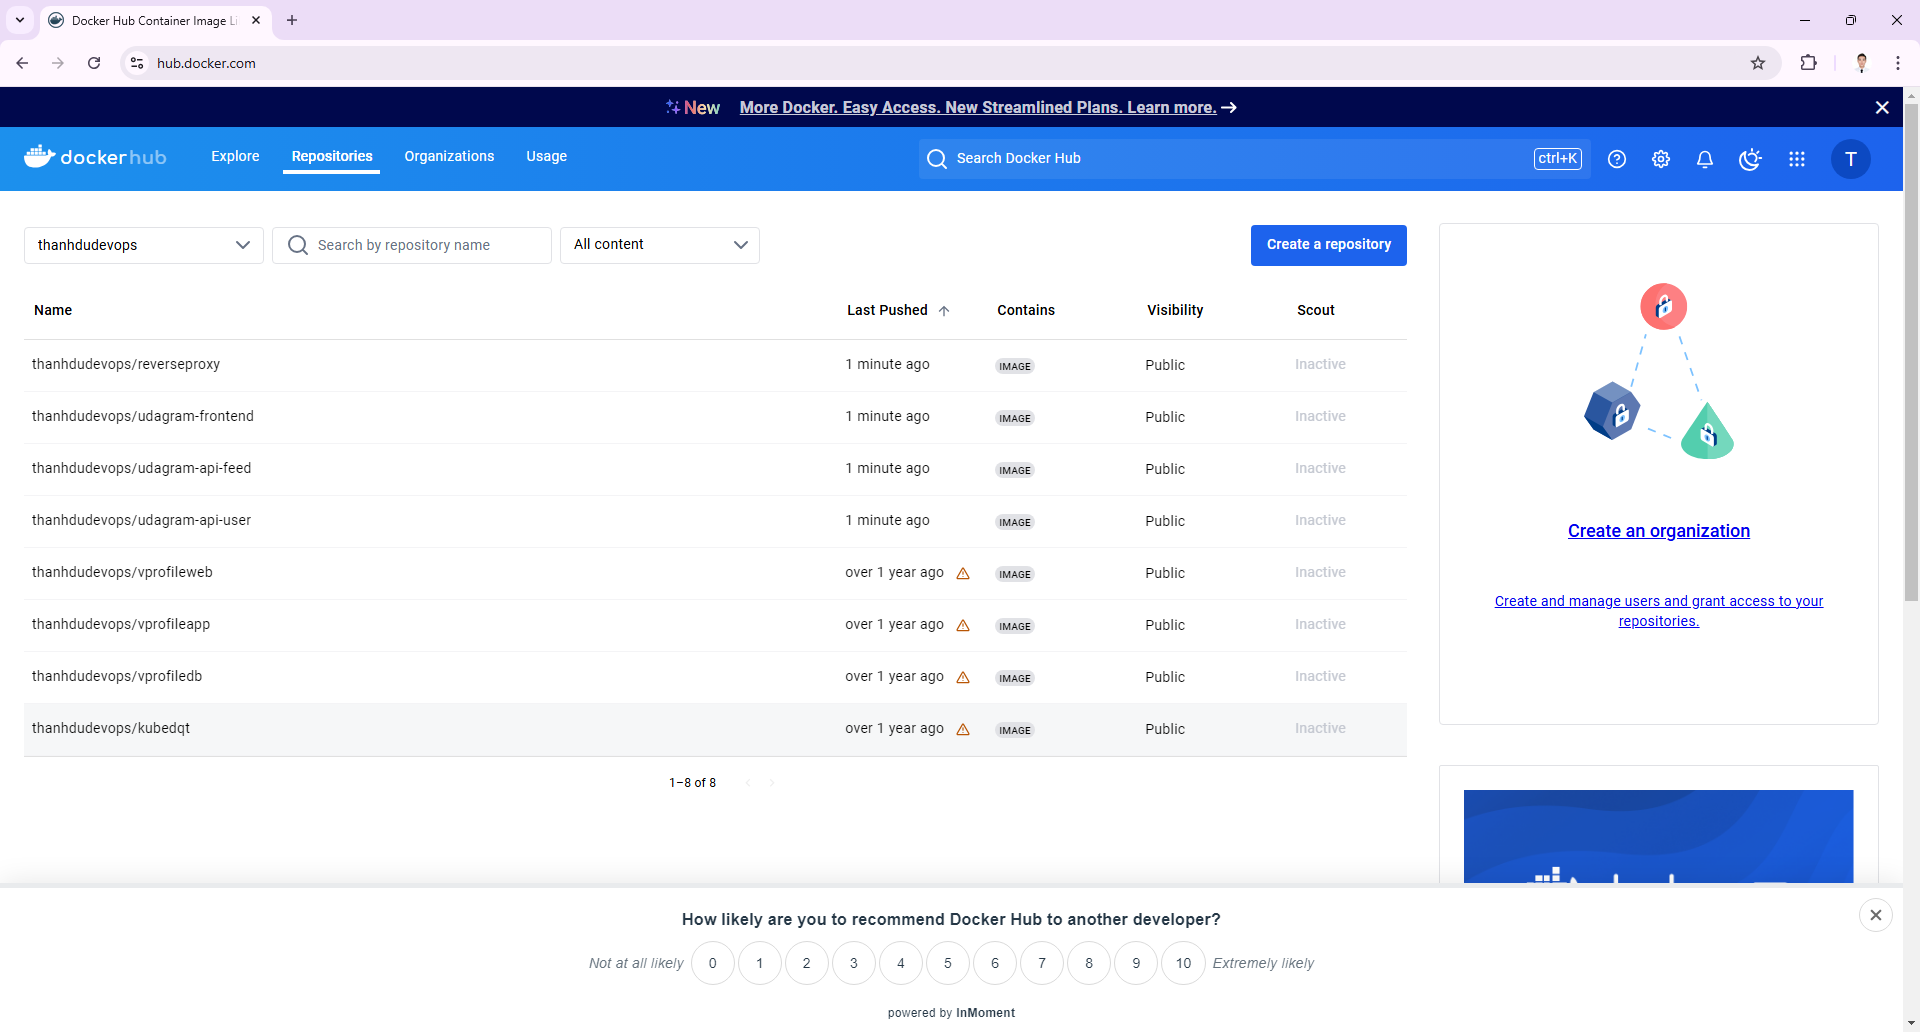 Docker Hub Container Image Li
hub.docker.com
New More Docker. Easy Access. New Streamlined Plans. Learn more. →
dockerhub Explore Repositories Organizations Usage Search Docker Hub ctrl+K T
thanhdudevops Search by repository name All content Create a repository
Name Last Pushed Contains Visibility Scout
thanhdudevops/reverseproxy 1 minute ago IMAGE Public Inactive
thanhdudevops/udagram-frontend 1 minute ago IMAGE Public Inactive
thanhdudevops/udagram-api-feed 1 minute ago IMAGE Public Inactive
thanhdudevops/udagram-api-user 1 minute ago IMAGE Public Inactive
thanhdudevops/vprofileweb over 1 year ago IMAGE Public Inactive
thanhdudevops/vprofileapp over 1 year ago IMAGE Public Inactive
thanhdudevops/vprofiledb over 1 year ago IMAGE Public Inactive
thanhdudevops/kubedqt over 1 year ago IMAGE Public Inactive
1–8 of 8
Create an organization
Create and manage users and grant access to your
repositories.
How likely are you to recommend Docker Hub to another developer?
Not at all likely 0 1 2 3 4 5 6 7 8 9 10 Extremely likely
powered by InMoment